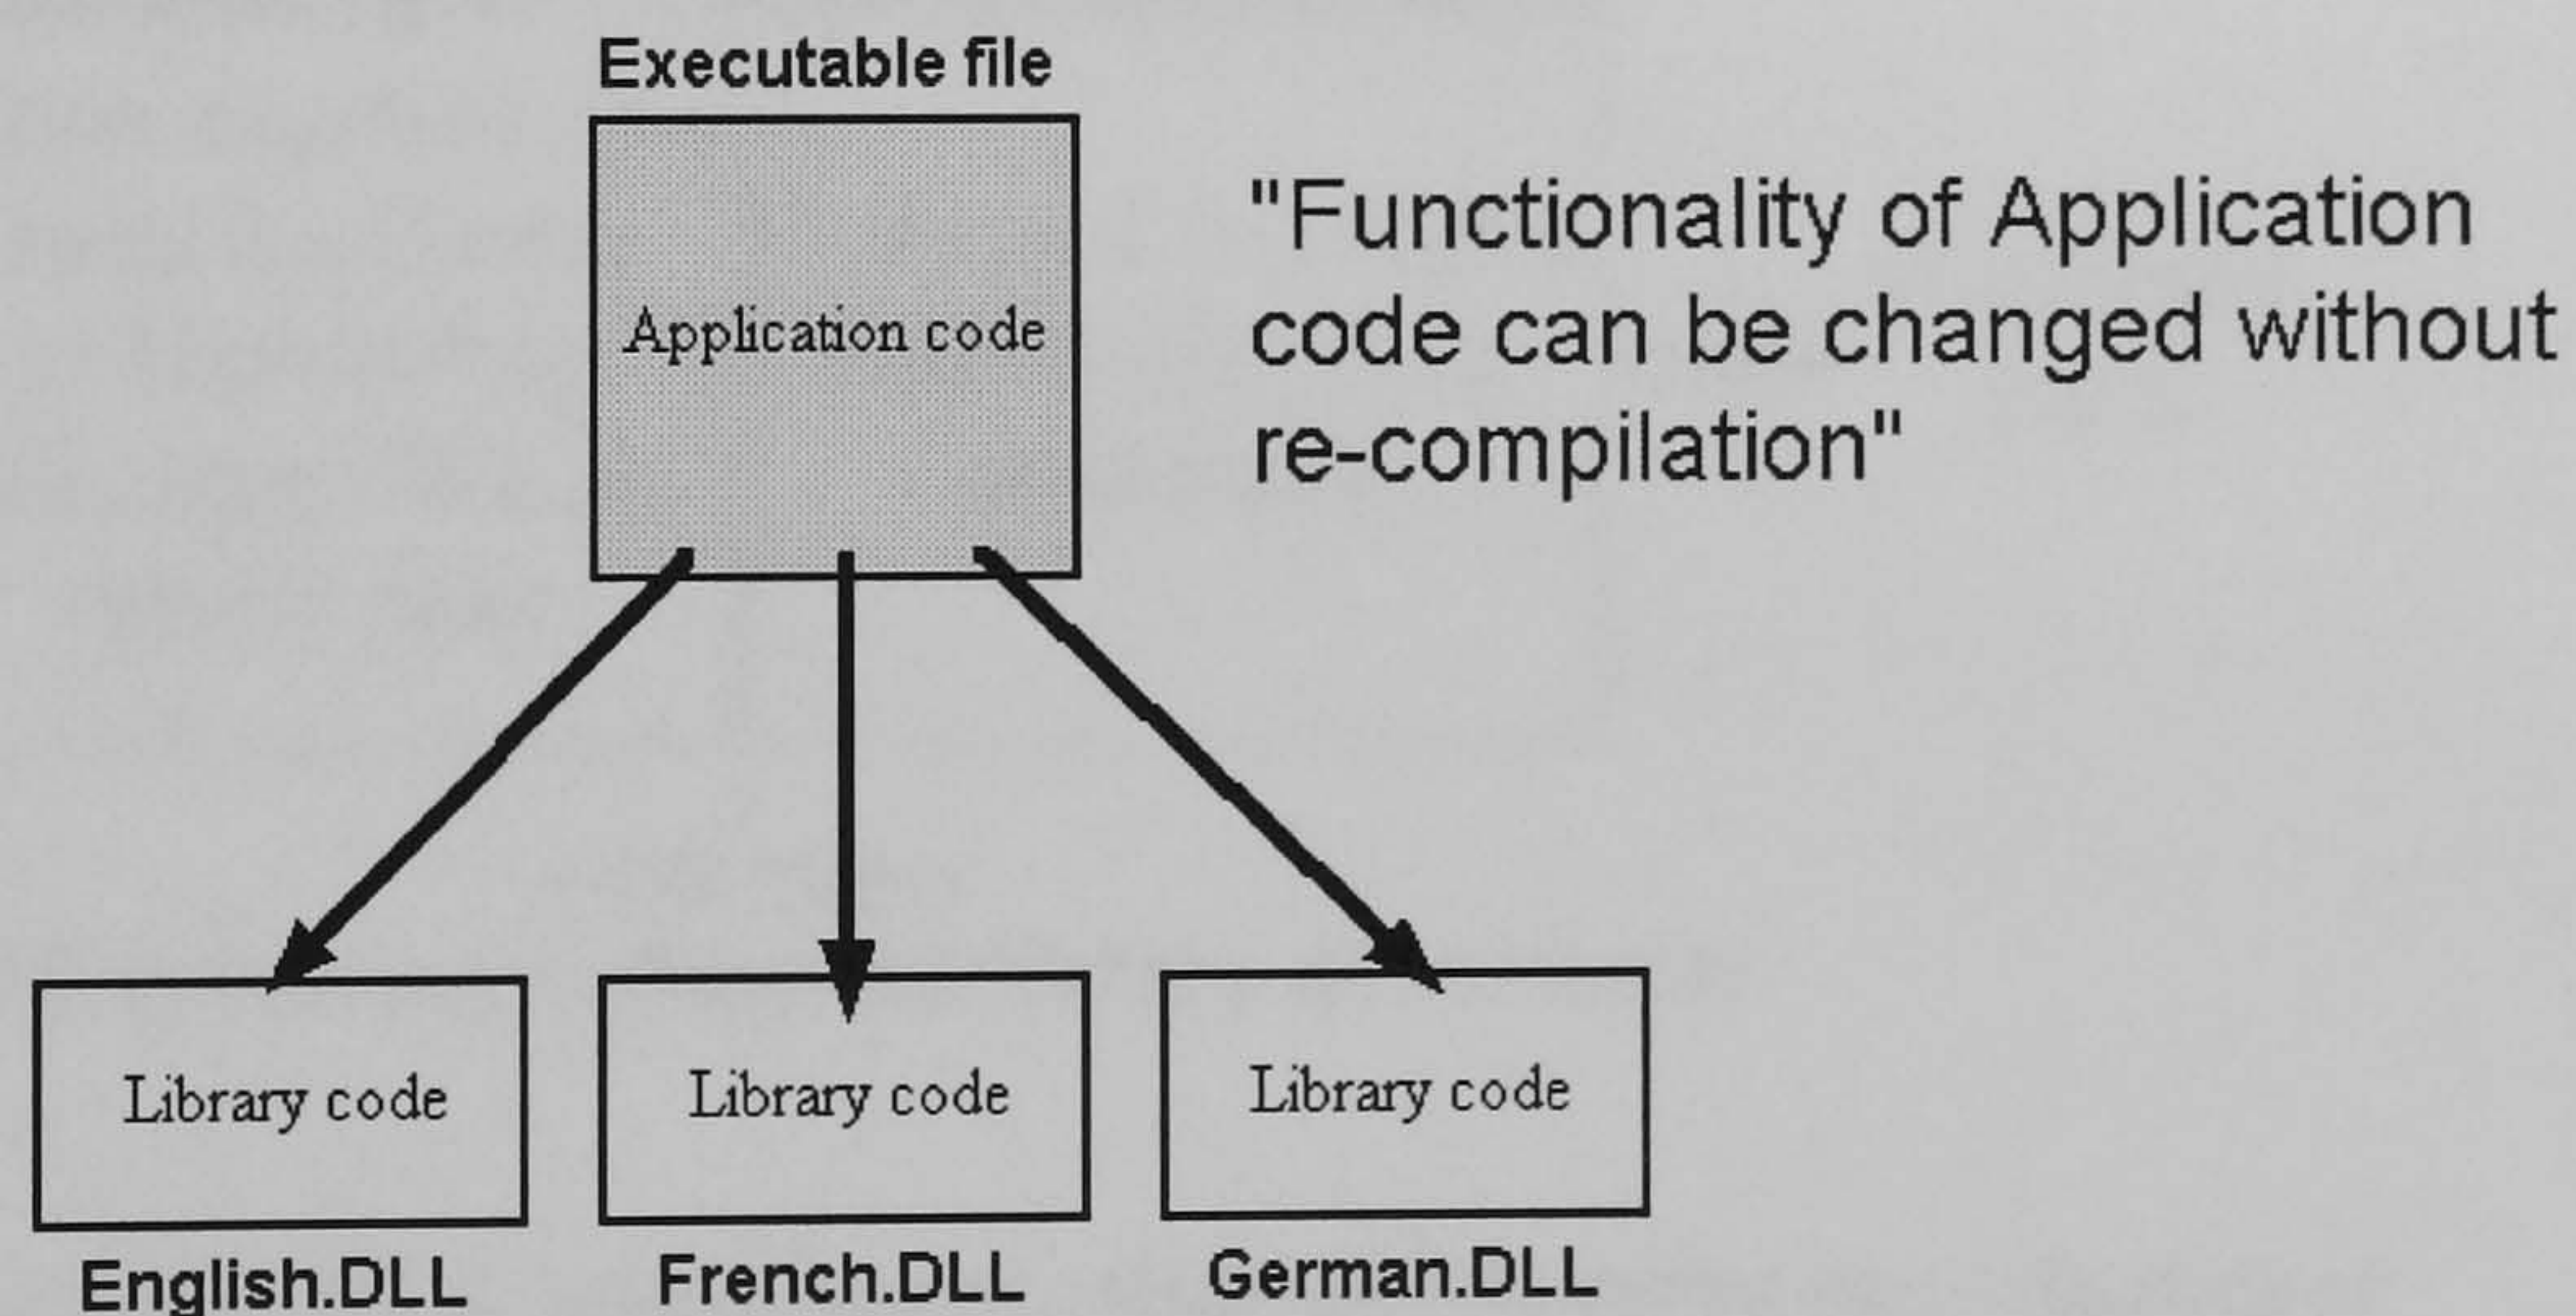 Executable file
Application code
"Functionality of Application
code can be changed without
re-compilation"
Library code
Library code
Library code
English.DLL
French.DLL
German.DLL